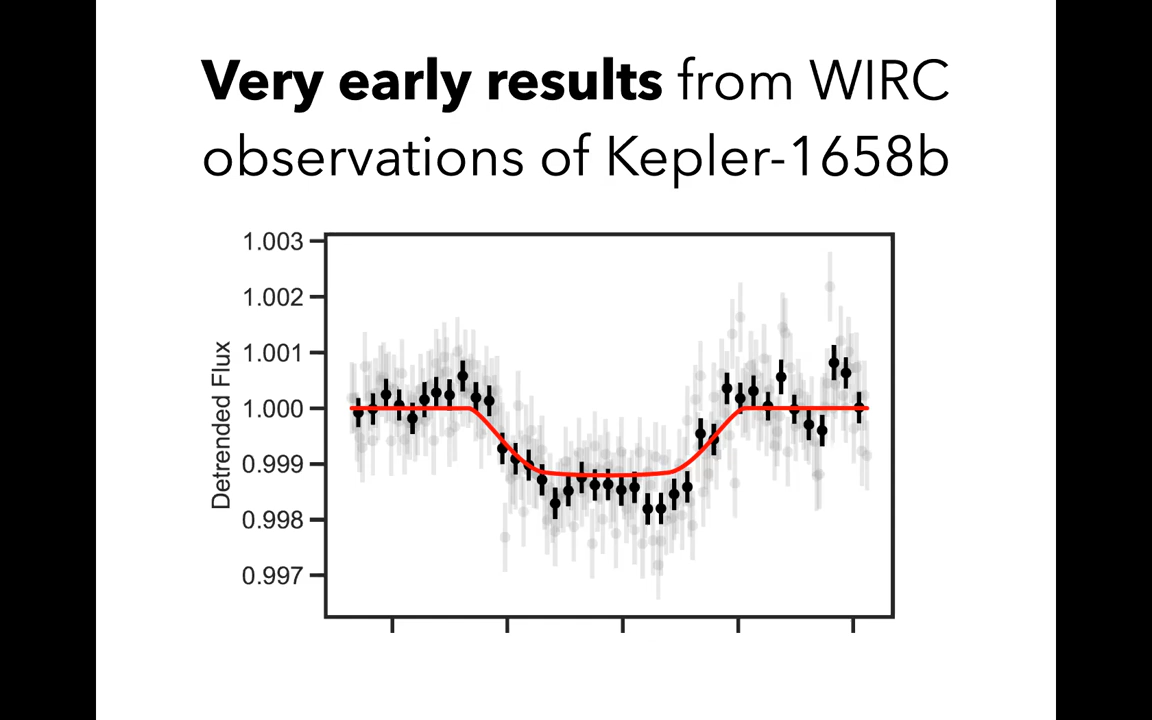 Very early results from WIRC
observations of Kepler-1658b
1.003
1.002
1.001
1.000
0.999
0.998
0.997
Detrended Flux